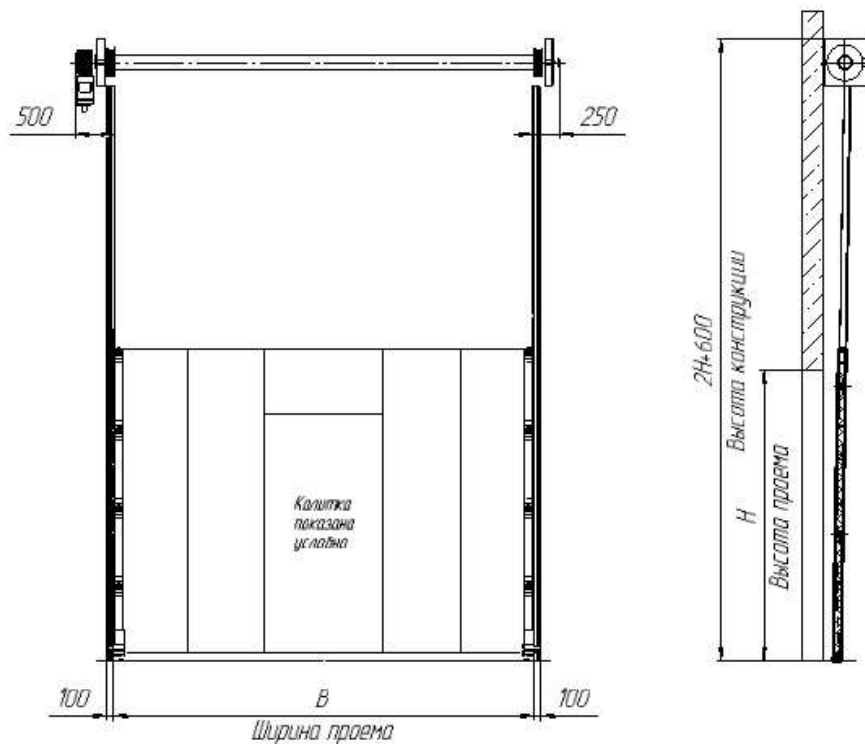 500
250
2H+600
Высота конструкции
H
Высота проема
Калитка
показана
условно
100
B
100
Ширина проема